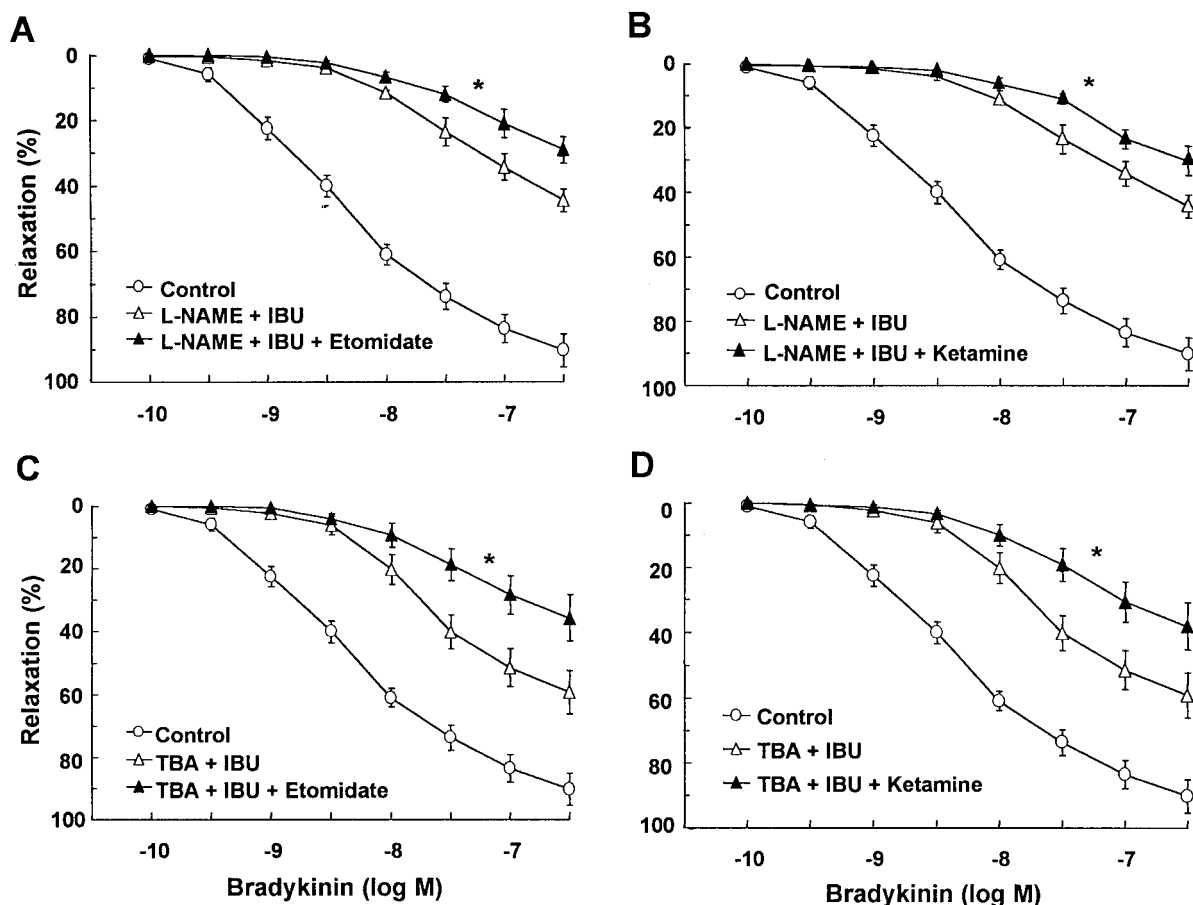 A
B
0
20
40
60
80
100
Relaxation (%)
*
Control
L-NAME + IBU
L-NAME + IBU + Etomidate
-10
-9
-8
-7
0
20
40
60
80
100
*
Control
L-NAME + IBU
L-NAME + IBU + Ketamine
-10
-9
-8
-7
C
D
0
20
40
60
80
100
Relaxation (%)
*
Control
TBA + IBU
TBA + IBU + Etomidate
-10
-9
-8
-7
Bradykinin (log M)
0
20
40
60
80
100
*
Control
TBA + IBU
TBA + IBU + Ketamine
-10
-9
-8
-7
Bradykinin (log M)